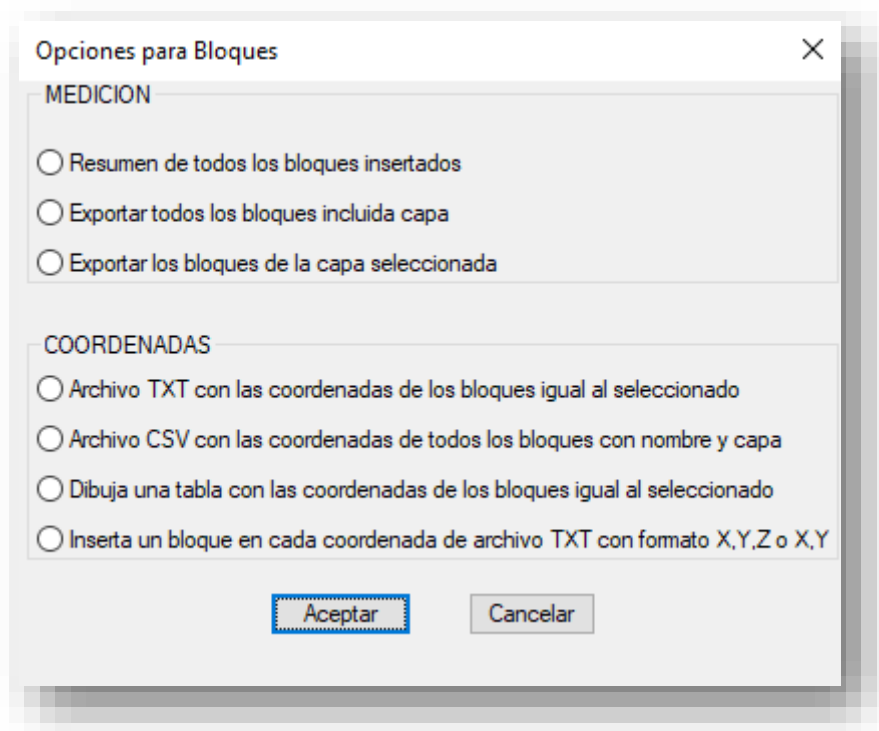 Opciones para Bloques
MEDICION
Resumen de todos los bloques insertados
Exportar todos los bloques incluida capa
Exportar los bloques de la capa seleccionada
COORDENADAS
Archivo TXT con las coordenadas de los bloques igual al seleccionado
Archivo CSV con las coordenadas de todos los bloques con nombre y capa
Dibuja una tabla con las coordenadas de los bloques igual al seleccionado
Inserta un bloque en cada coordenada de archivo TXT con formato X,Y,Z o X,Y
Aceptar Cancelar